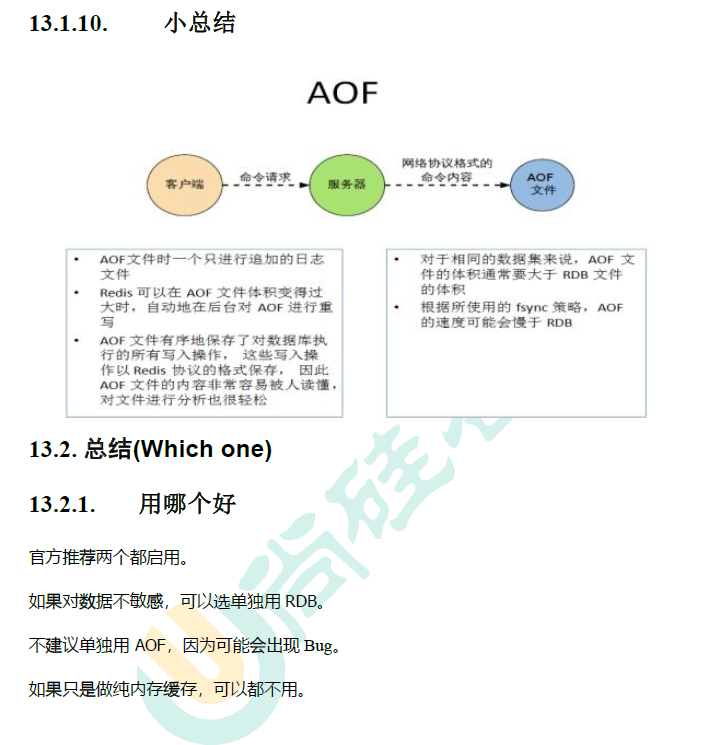 13.1.10. 小总结
AOF
客户端
命令请求
服务器
网络协议格式的
命令内容
AOF
文件
• AOF文件时一个只进行追加的日志
文件
• Redis 可以在 AOF 文件体积变得过
大时，自动地在后台对 AOF 进行重
写
• AOF 文件有序地保存了对数据库执
行的所有写入操作， 这些写入操
作以 Redis 协议的格式保存， 因此
AOF 文件的内容非常容易被人读懂，
对文件进行分析也很轻松
• 对于相同的数据集来说，AOF 文
件的体积通常要大于 RDB 文件
的体积
• 根据所使用的 fsync 策略，AOF
的速度可能会慢于 RDB
13.2. 总结(Which one)
13.2.1. 用哪个好
官方推荐两个都启用。
如果对数据不敏感，可以选单独用 RDB。
不建议单独用 AOF，因为可能会出现 Bug。
如果只是做纯内存缓存，可以都不用。
尚硅